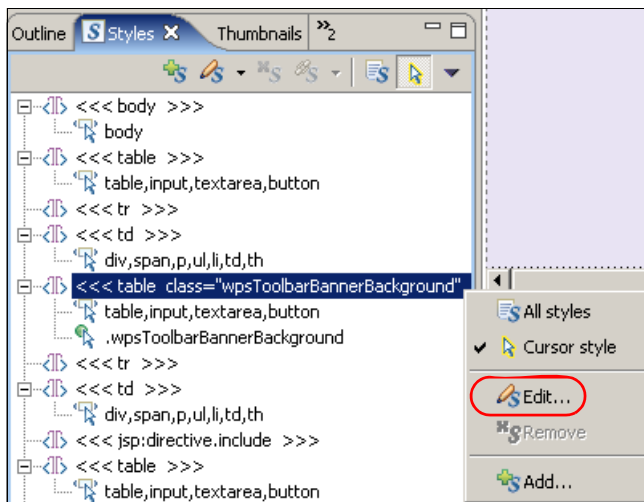 Outline Styles Thumbnails »2
<<< body >>>
body
<<< table >>>
table,input,textarea,button
<<< tr >>>
<<< td >>>
div,span,p,ul,li,td,th
<<< table class="wpsToolbarBannerBackground"
table,input,textarea,button
.wpsToolbarBannerBackground
<<< tr >>>
<<< td >>>
div,span,p,ul,li,td,th
<<< jsp:directive.include >>>
<<< table >>>
table,input,textarea,button
All styles
Cursor style
Edit...
Remove
Add...